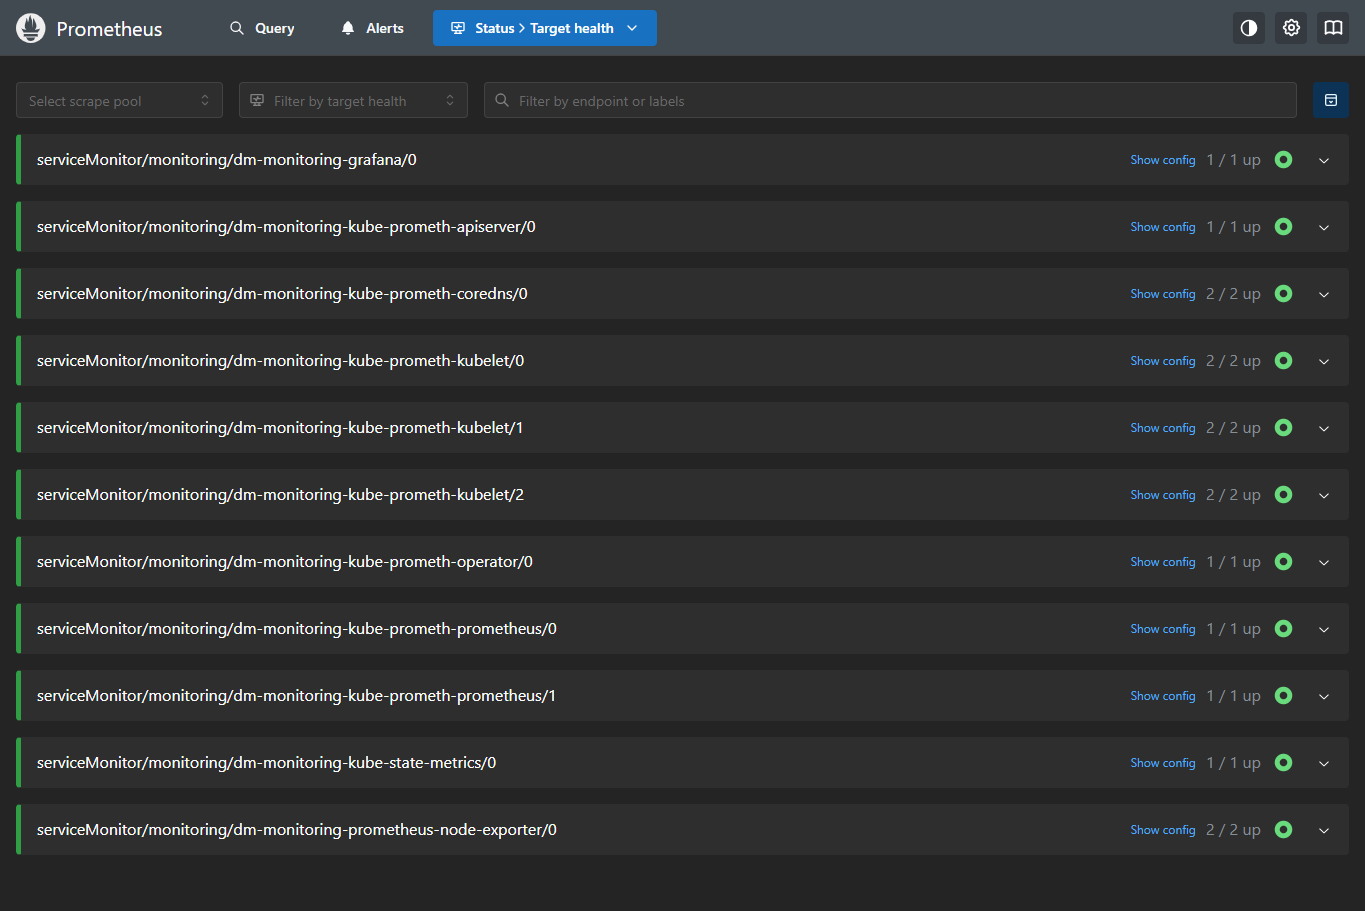 Prometheus Query Alerts Status > Target health
Select scrape pool Filter by target health Filter by endpoint or labels
serviceMonitor/monitoring/dm-monitoring-grafana/0 Show config 1 / 1 up
serviceMonitor/monitoring/dm-monitoring-kube-prometh-apiserver/0 Show config 1 / 1 up
serviceMonitor/monitoring/dm-monitoring-kube-prometh-coredns/0 Show config 2 / 2 up
serviceMonitor/monitoring/dm-monitoring-kube-prometh-kubelet/0 Show config 2 / 2 up
serviceMonitor/monitoring/dm-monitoring-kube-prometh-kubelet/1 Show config 2 / 2 up
serviceMonitor/monitoring/dm-monitoring-kube-prometh-kubelet/2 Show config 2 / 2 up
serviceMonitor/monitoring/dm-monitoring-kube-prometh-operator/0 Show config 1 / 1 up
serviceMonitor/monitoring/dm-monitoring-kube-prometh-prometheus/0 Show config 1 / 1 up
serviceMonitor/monitoring/dm-monitoring-kube-prometh-prometheus/1 Show config 1 / 1 up
serviceMonitor/monitoring/dm-monitoring-kube-state-metrics/0 Show config 1 / 1 up
serviceMonitor/monitoring/dm-monitoring-prometheus-node-exporter/0 Show config 2 / 2 up